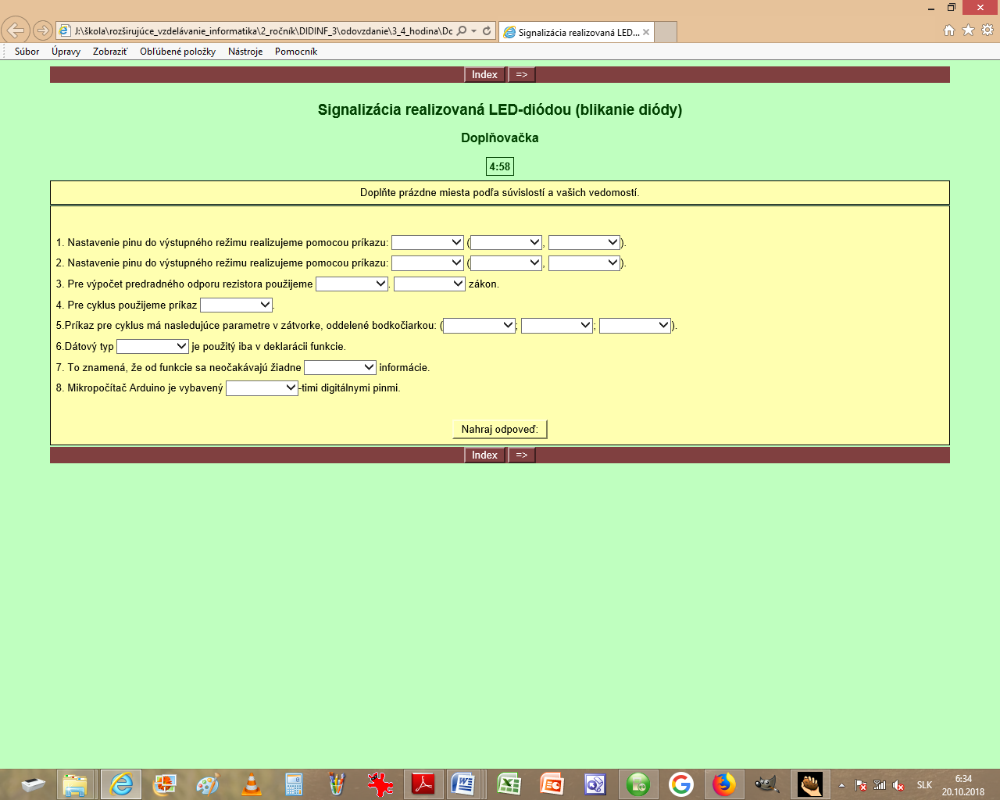 J:\škola\rozširujúce_vzdelávanie_informatika\2_ročník\DIDINF_3\odovzdanie\3_4_hodina\Dc
Signalizácia realizovaná LED...
Súbor Úpravy Zobraziť Obľúbené položky Nástroje Pomocník
Index =>
Signalizácia realizovaná LED-diódou (blikanie diódy)
Doplňovačka
4:58
Doplňte prázdne miesta podľa súvislostí a vašich vedomostí.
1. Nastavenie pinu do výstupného režimu realizujeme pomocou príkazu: ( , ).
2. Nastavenie pinu do výstupného režimu realizujeme pomocou príkazu: ( , ).
3. Pre výpočet predradného odporu rezistora použijeme . zákon.
4. Pre cyklus použijeme príkaz .
5.Príkaz pre cyklus má nasledujúce parametre v zátvorke, oddelené bodkočiarkou: ( ; ; ).
6.Dátový typ je použitý iba v deklarácii funkcie.
7. To znamená, že od funkcie sa neočakávajú žiadne informácie.
8. Mikropočítač Arduino je vybavený -timi digitálnymi pinmi.
Nahraj odpoveď:
Index =>
SLK
6:34
20.10.2018